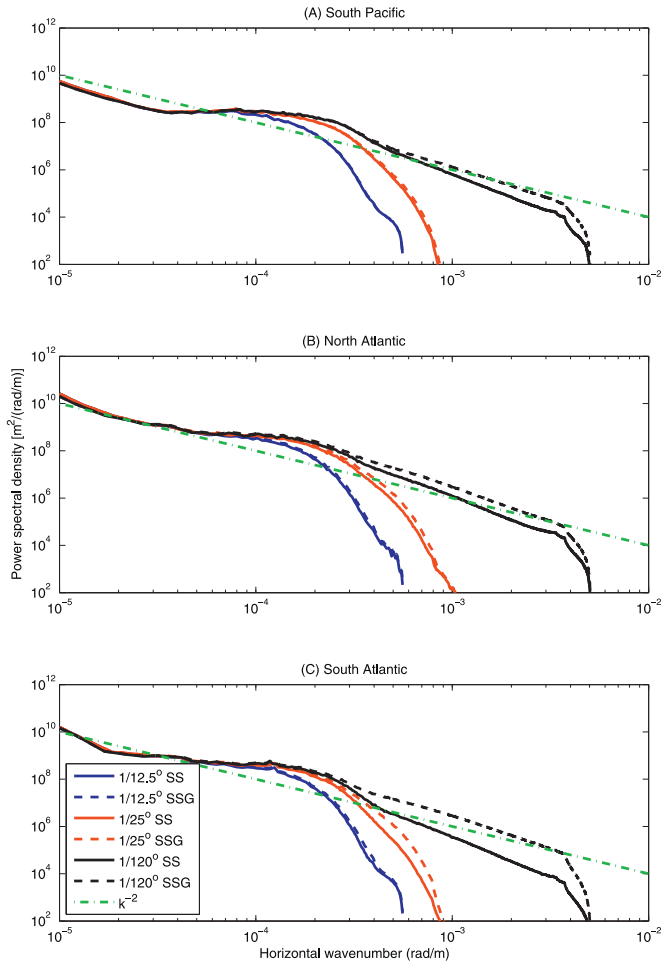 (A) South Pacific
10^12
10^10
10^8
10^6
10^4
10^2
10^-5
10^-4
10^-3
10^-2
(B) North Atlantic
10^12
10^10
10^8
10^6
10^4
10^2
10^-5
10^-4
10^-3
10^-2
Power spectral density [m^2/(rad/m)]
(C) South Atlantic
10^12
10^10
10^8
10^6
10^4
10^2
1/12.5° SS
1/12.5° SSG
1/25° SS
1/25° SSG
1/120° SS
1/120° SSG
k^-2
10^-5
10^-4
10^-3
10^-2
Horizontal wavenumber (rad/m)